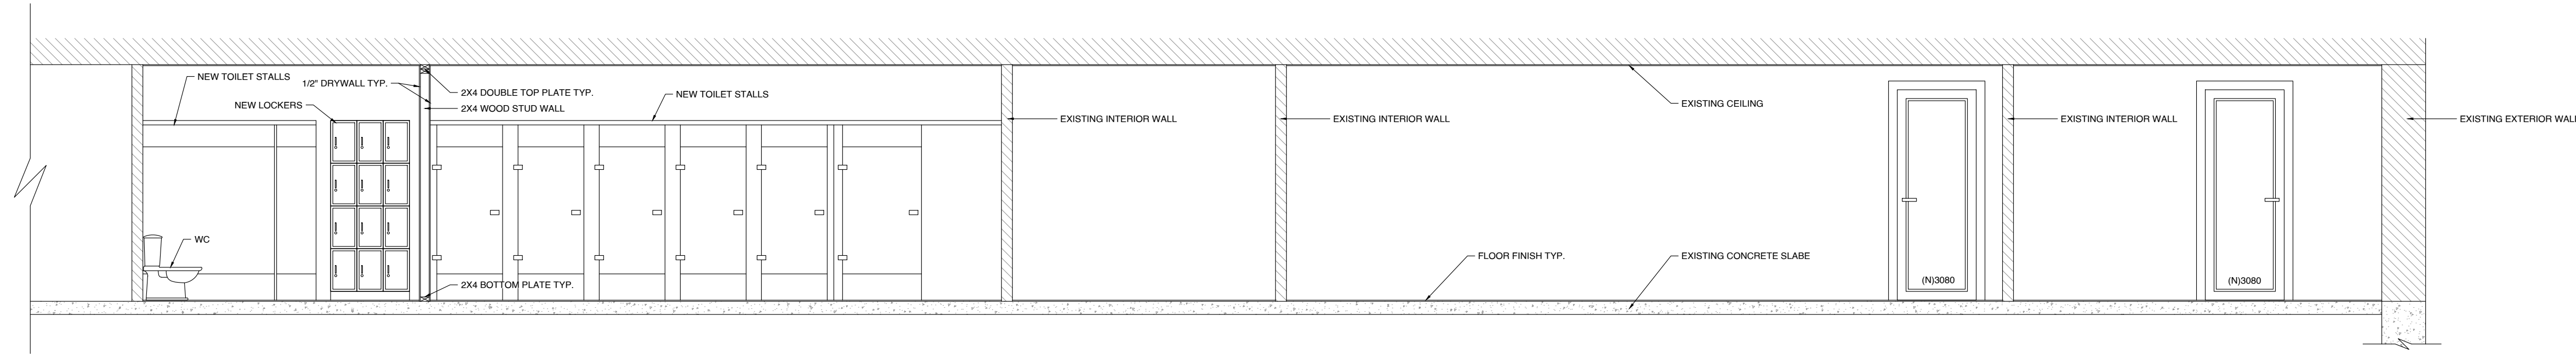 NEW TOILET STALLS
1/2" DRYWALL TYP.
NEW LOCKERS
2X4 DOUBLE TOP PLATE TYP.
2X4 WOOD STUD WALL
NEW TOILET STALLS
EXISTING INTERIOR WALL
EXISTING INTERIOR WALL
EXISTING CEILING
EXISTING INTERIOR WALL
EXISTING EXTERIOR WALL
WC
2X4 BOTTOM PLATE TYP.
FLOOR FINISH TYP.
EXISTING CONCRETE SLABE
(N)3080
(N)3080